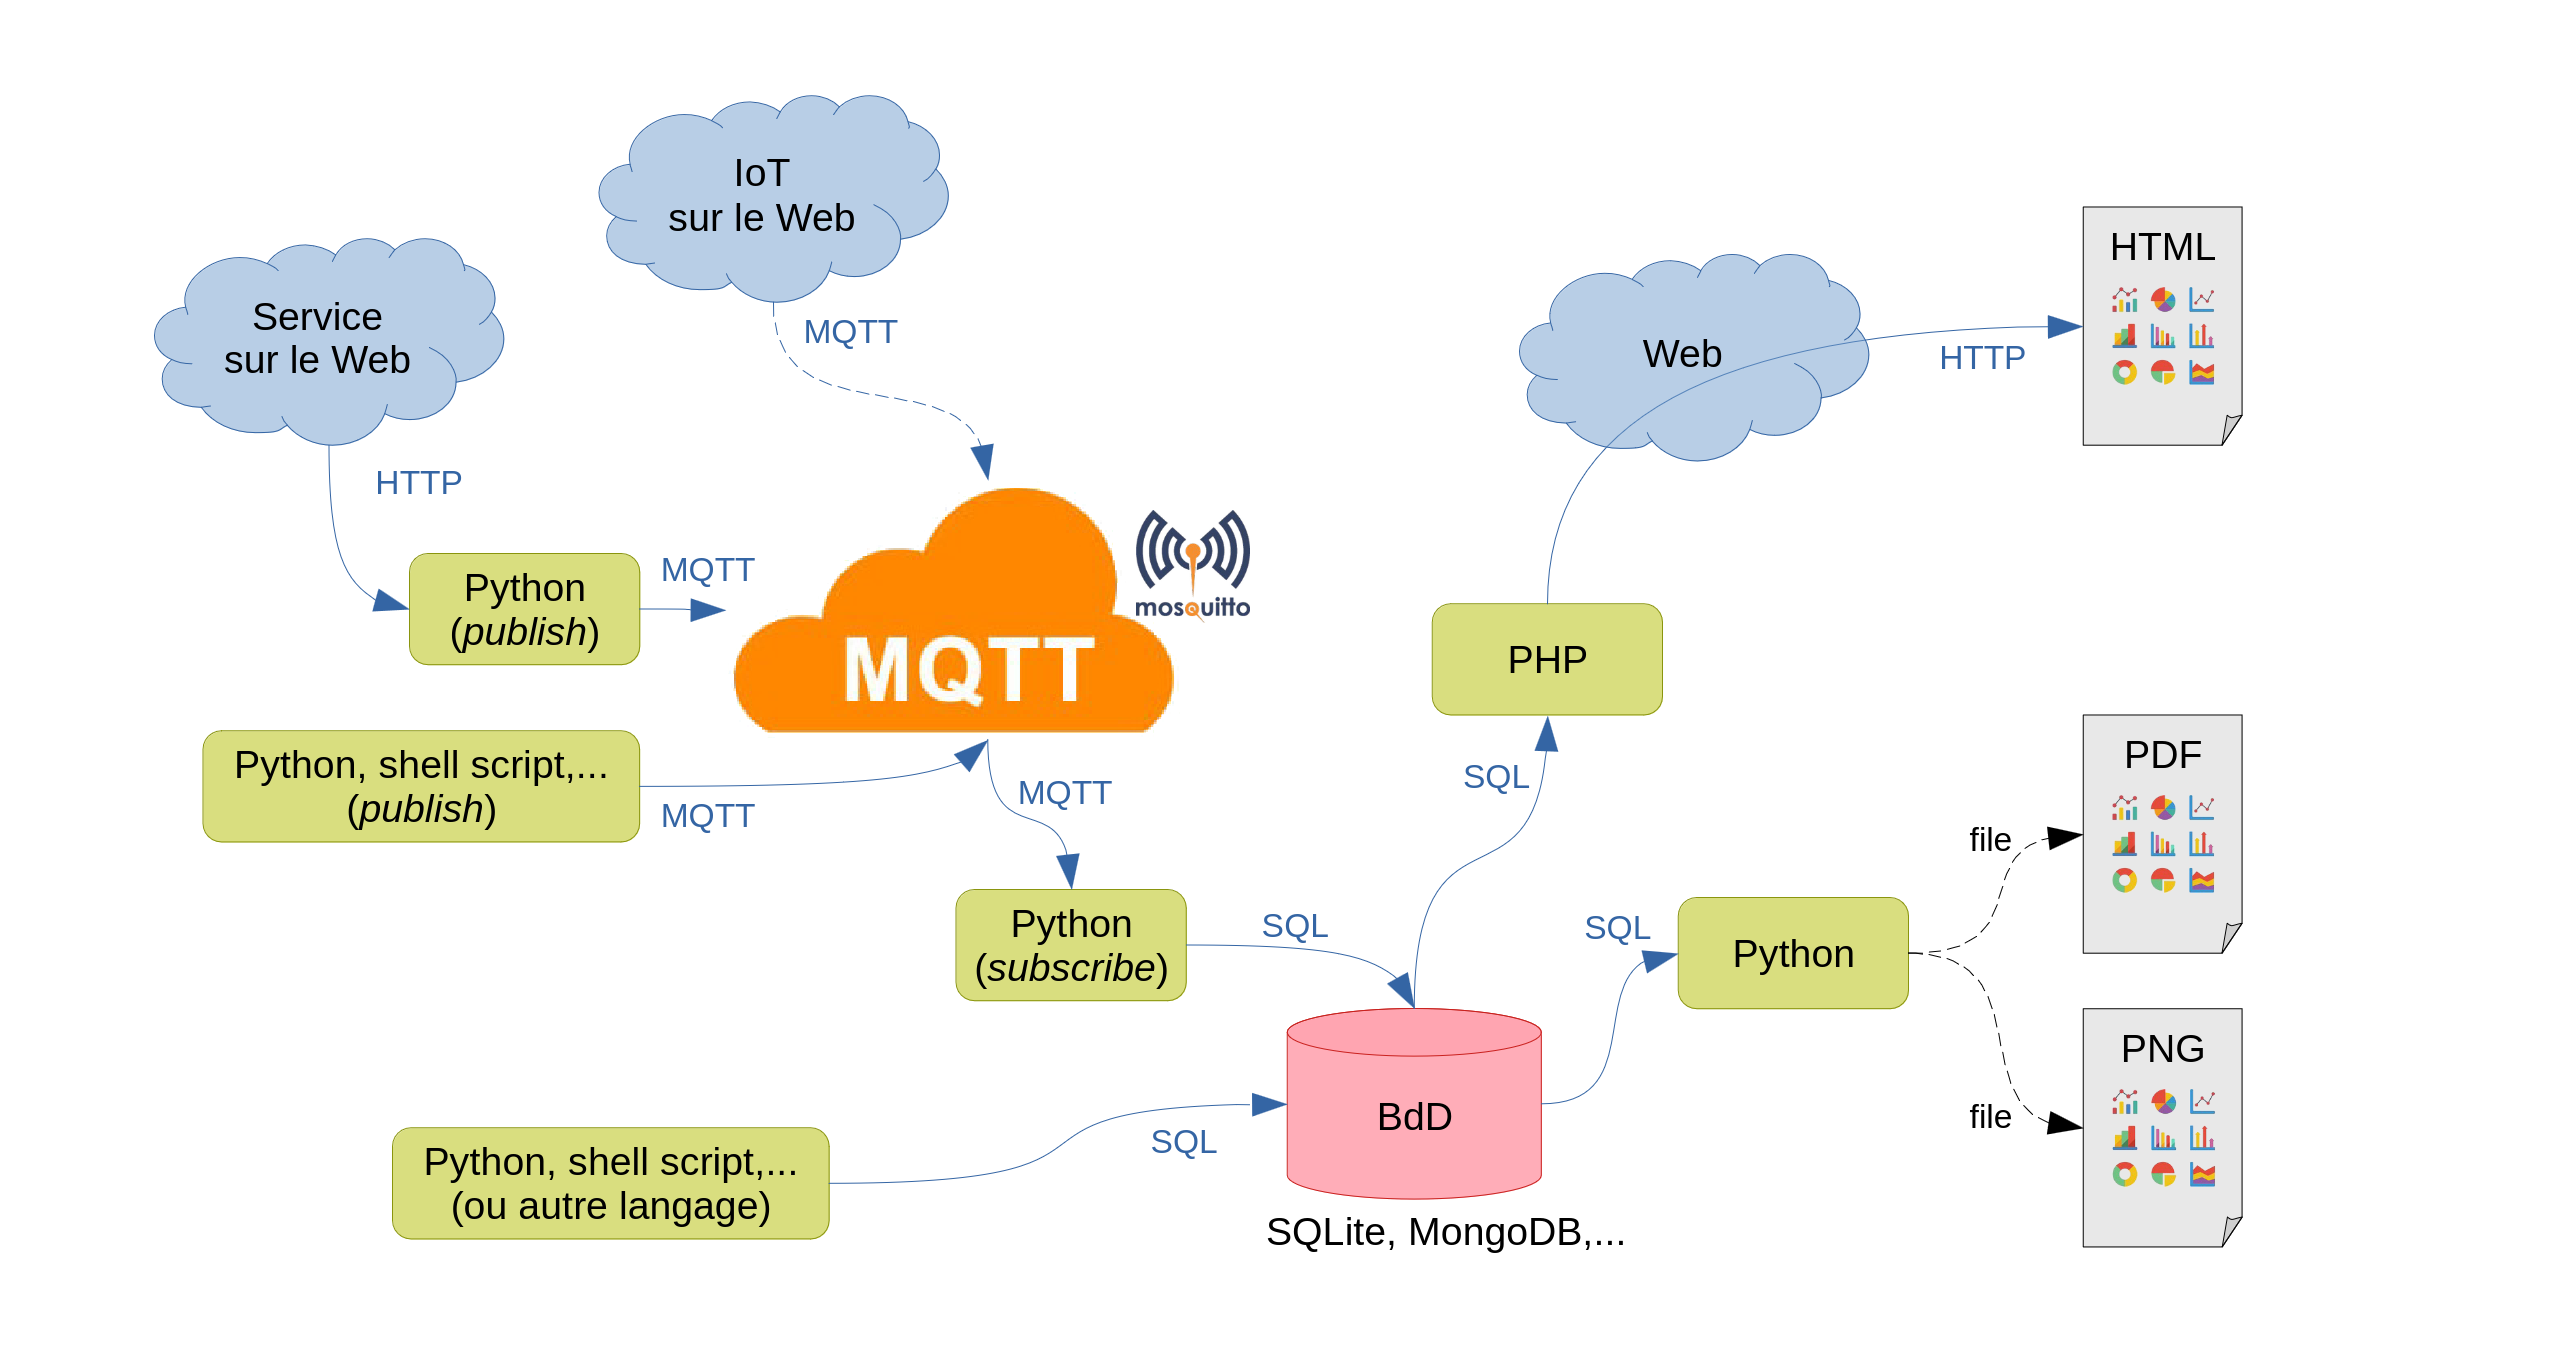 IoT
sur le Web
Service
sur le Web
MQTT
HTTP
Web
HTTP
HTML
mosquitto
Python
(publish)
MQTT
MQTT
PHP
Python, shell script,...
(publish)
MQTT
MQTT
SQL
PDF
file
Python
(subscribe)
SQL
SQL
Python
PNG
file
BdD
SQL
Python, shell script,...
(ou autre langage)
SQLite, MongoDB,...